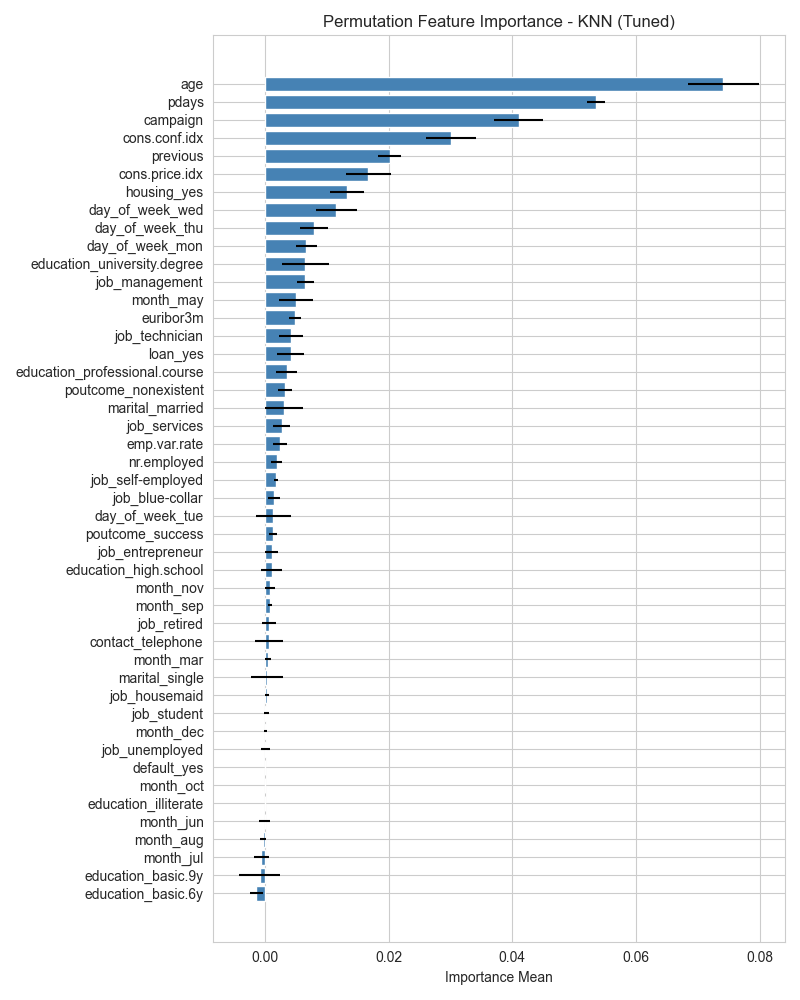 Permutation Feature Importance - KNN (Tuned)
age
pdays
campaign
cons.conf.idx
previous
cons.price.idx
housing_yes
day_of_week_wed
day_of_week_thu
day_of_week_mon
education_university.degree
job_management
month_may
euribor3m
job_technician
loan_yes
education_professional.course
poutcome_nonexistent
marital_married
job_services
emp.var.rate
nr.employed
job_self-employed
job_blue-collar
day_of_week_tue
poutcome_success
job_entrepreneur
education_high.school
month_nov
month_sep
job_retired
contact_telephone
month_mar
marital_single
job_housemaid
job_student
month_dec
job_unemployed
default_yes
month_oct
education_illiterate
month_jun
month_aug
month_jul
education_basic.9y
education_basic.6y
0.00 0.02 0.04 0.06 0.08
Importance Mean